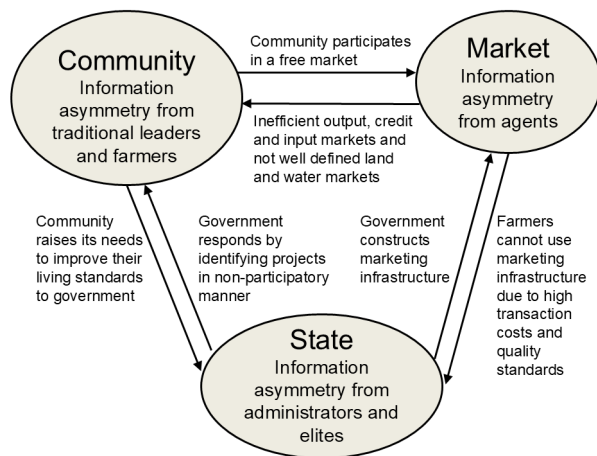 Community
Information
asymmetry from
traditional leaders
and farmers
Community participates
in a free market
Market
Information
asymmetry
from agents
Inefficient output, credit
and input markets and
not well defined land
and water markets
Community
raises its needs
to improve their
living standards
to government
Government
responds by
identifying projects
in non-participatory
manner
Government
constructs
marketing
infrastructure
Farmers
cannot use
marketing
infrastructure
due to high
transaction
costs and
quality
standards
State
Information
asymmetry from
administrators and
elites